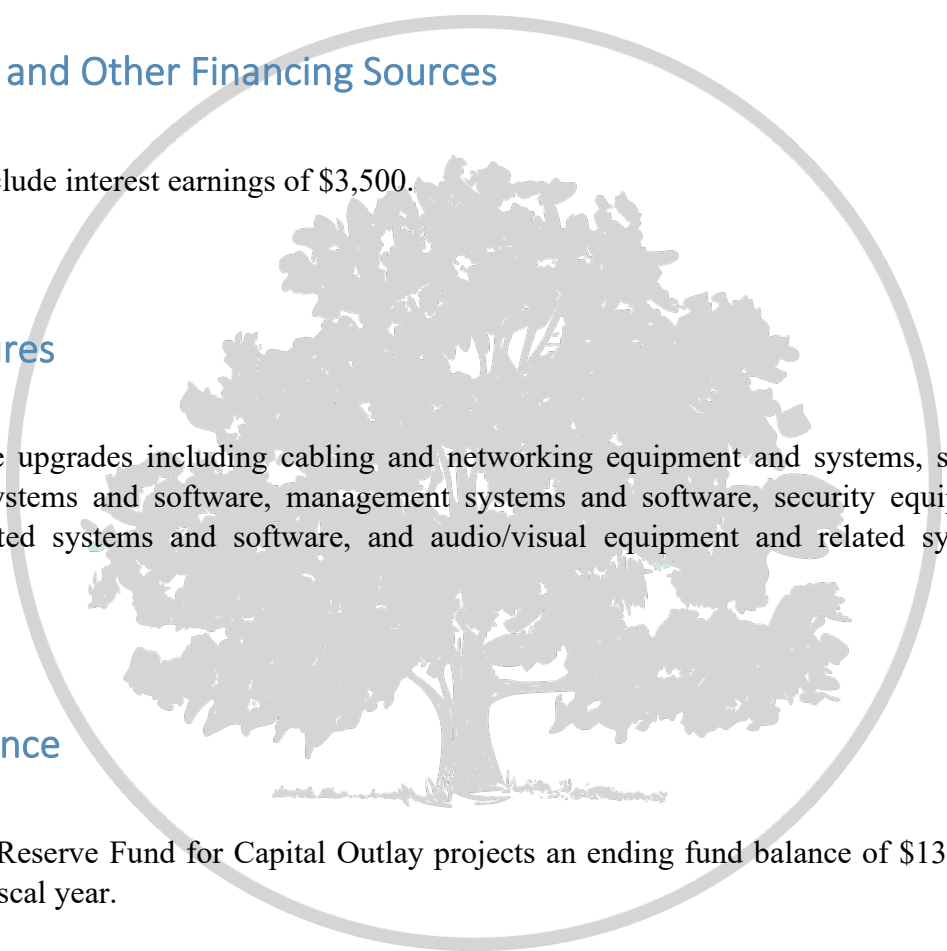 and Other Financing Sources
clude interest earnings of $3,500.
ures
e upgrades including cabling and networking equipment and systems, s
ystems and software, management systems and software, security equi
ted systems and software, and audio/visual equipment and related sy
nce
Reserve Fund for Capital Outlay projects an ending fund balance of $13
iscal year.